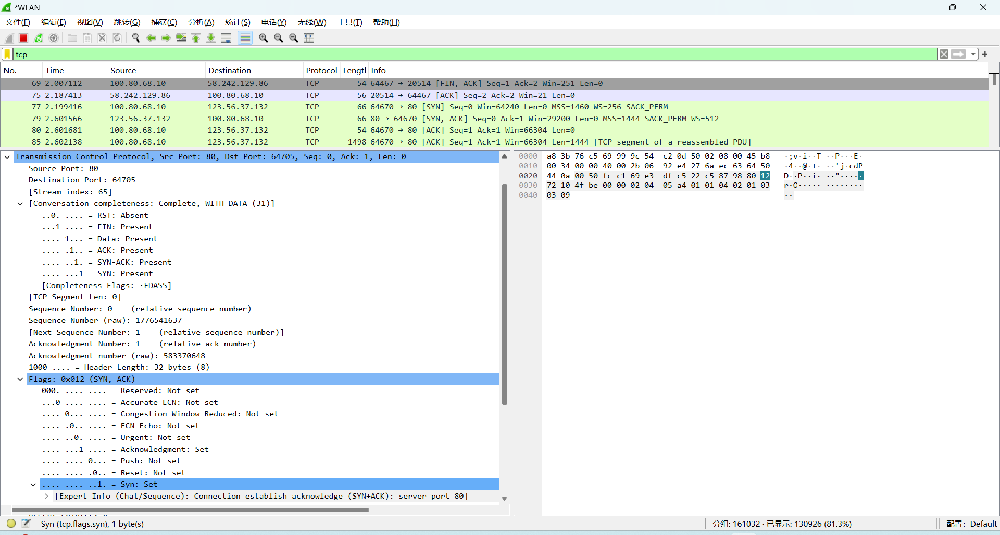 *WLAN
文件(F) 编辑(E) 视图(V) 跳转(G) 捕获(C) 分析(A) 统计(S) 电话(Y) 无线(W) 工具(T) 帮助(H)
tcp
No. Time Source Destination Protocol Length Info
69 2.007112 100.80.68.10 58.242.129.86 TCP 54 64467 → 20514 [FIN, ACK] Seq=1 Ack=2 Win=251 Len=0
75 2.187413 58.242.129.86 100.80.68.10 TCP 56 20514 → 64467 [ACK] Seq=2 Ack=2 Win=21 Len=0
77 2.199416 100.80.68.10 123.56.37.132 TCP 66 64670 → 80 [SYN] Seq=0 Win=64240 Len=0 MSS=1460 WS=256 SACK_PERM
79 2.601566 123.56.37.132 100.80.68.10 TCP 66 80 → 64670 [SYN, ACK] Seq=0 Ack=1 Win=29200 Len=0 MSS=1444 SACK_PERM WS=512
80 2.601681 100.80.68.10 123.56.37.132 TCP 54 64670 → 80 [ACK] Seq=1 Ack=1 Win=66304 Len=0
85 2.602138 100.80.68.10 123.56.37.132 TCP 1498 64670 → 80 [ACK] Seq=1 Ack=1 Win=66304 Len=1444 [TCP segment of a reassembled PDU]
Transmission Control Protocol, Src Port: 80, Dst Port: 64705, Seq: 0, Ack: 1, Len: 0
Source Port: 80
Destination Port: 64705
[Stream index: 65]
[Conversation completeness: Complete, WITH_DATA (31)]
..0. .... = RST: Absent
...1 .... = FIN: Present
.... 1... = Data: Present
.... .1.. = ACK: Present
.... ..1. = SYN-ACK: Present
.... ...1 = SYN: Present
[Completeness Flags: ·FDASS]
[TCP Segment Len: 0]
Sequence Number: 0    (relative sequence number)
Sequence Number (raw): 1776541637
[Next Sequence Number: 1    (relative sequence number)]
Acknowledgment Number: 1    (relative ack number)
Acknowledgment number (raw): 583370648
1000 .... = Header Length: 32 bytes (8)
Flags: 0x012 (SYN, ACK)
000. .... .... = Reserved: Not set
...0 .... .... = Accurate ECN: Not set
.... 0... .... = Congestion Window Reduced: Not set
.... .0.. .... = ECN-Echo: Not set
.... ..0. .... = Urgent: Not set
.... ...1 .... = Acknowledgment: Set
.... .... 0... = Push: Not set
.... .... .0.. = Reset: Not set
.... .... ..1. = Syn: Set
[Expert Info (Chat/Sequence): Connection establish acknowledge (SYN+ACK): server port 80]
0000 a8 3b 76 c5 69 99 9c 54 c2 0d 50 02 08 00 45 b8 ·;v·i··T ··P···E·
0010 00 34 00 00 40 00 2b 06 92 e4 27 6a ec 63 64 50 ·4··@·+· ··'j·cdP
0020 44 0a 00 50 fc c1 69 e3 df c5 22 c5 87 98 80 12 D··P··i· ··"·····
0030 72 10 4f be 00 00 02 04 05 a4 01 01 04 02 01 03 r·O····· ········
0040 03 09 ··
Syn (tcp.flags.syn), 1 byte(s) 分组: 161032 · 已显示: 130926 (81.3%) 配置: Default